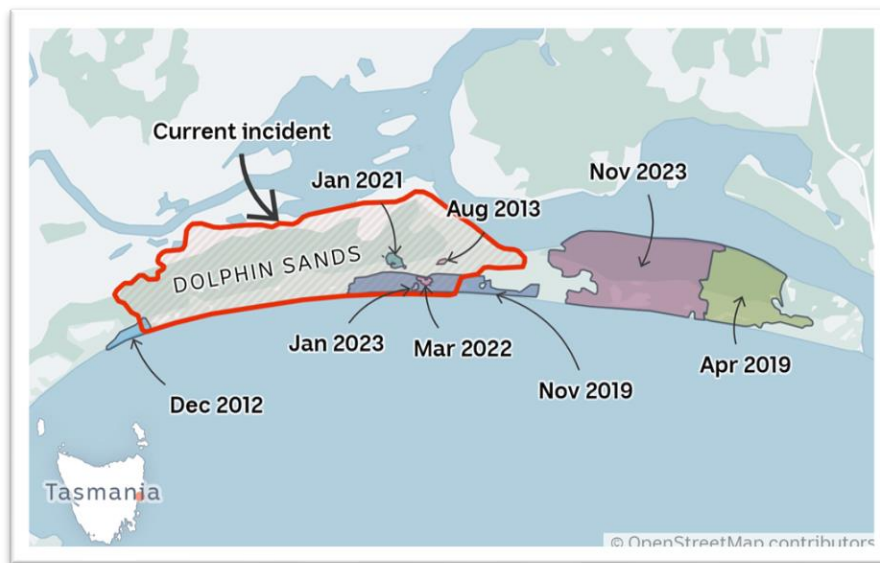 Current incident
Jan 2021
Nov 2023
Aug 2013
DOLPHIN SANDS
Jan 2023
Mar 2022
Apr 2019
Nov 2019
Dec 2012
Tasmania
© OpenStreetMap contributors